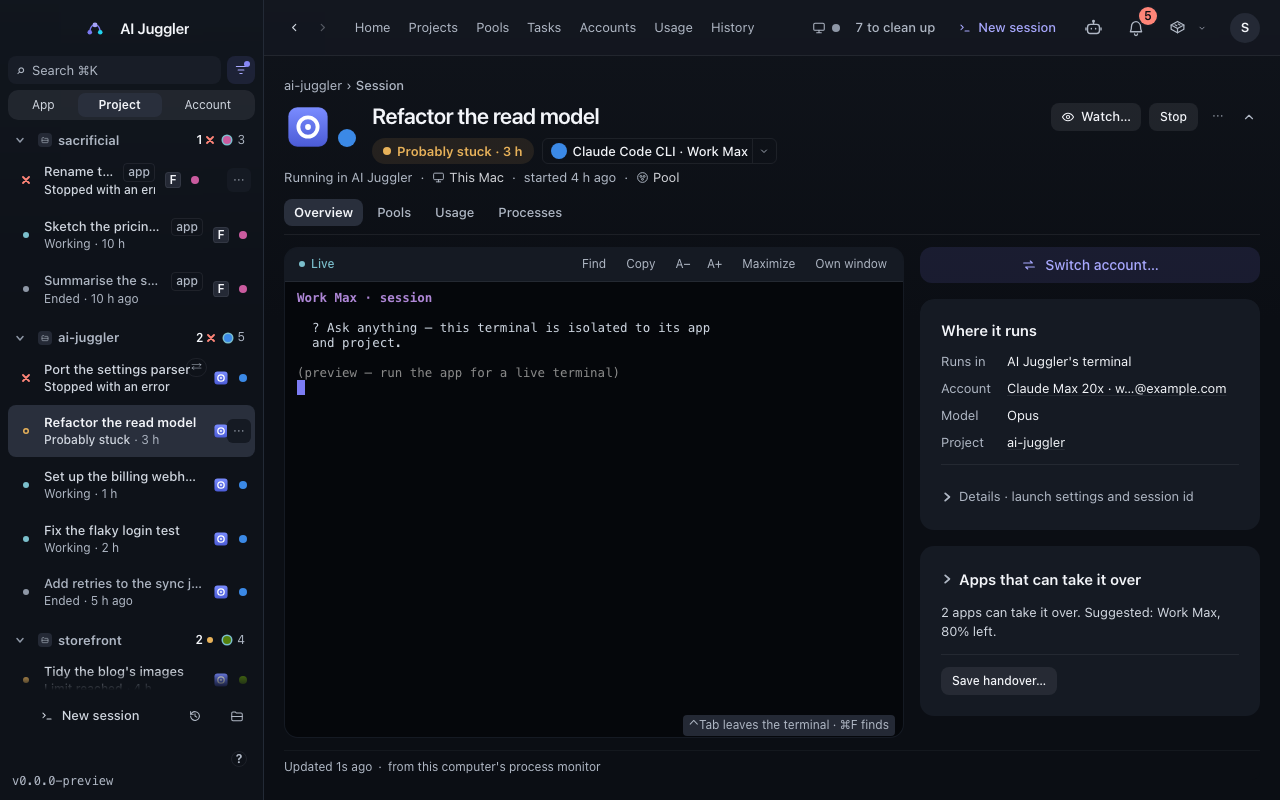 AI Juggler
Search ⌘K
App Project Account
sacrificial 1 3
Rename t... app F
Stopped with an err
Sketch the pricin... app F
Working · 10 h
Summarise the s... app F
Ended · 10 h ago
ai-juggler 2 5
Port the settings parser
Stopped with an error
Refactor the read model
Probably stuck · 3 h
Set up the billing webh...
Working · 1 h
Fix the flaky login test
Working · 2 h
Add retries to the sync j...
Ended · 5 h ago
storefront 2 4
Tidy the blog's images
Limit reached · 4 h
New session
?
v0.0.0-preview
Home Projects Pools Tasks Accounts Usage History 7 to clean up New session 5 S
ai-juggler › Session
Refactor the read model
Watch... Stop ...
Probably stuck · 3 h Claude Code CLI · Work Max
Running in AI Juggler · This Mac · started 4 h ago · Pool
Overview Pools Usage Processes
Live Find Copy A− A+ Maximize Own window
Work Max · session
? Ask anything — this terminal is isolated to its app
and project.
(preview — run the app for a live terminal)
^Tab leaves the terminal · ⌘F finds
Switch account...
Where it runs
Runs in AI Juggler's terminal
Account Claude Max 20x · w...@example.com
Model Opus
Project ai-juggler
Details · launch settings and session id
Apps that can take it over
2 apps can take it over. Suggested: Work Max,
80% left.
Save handover...
Updated 1s ago · from this computer's process monitor